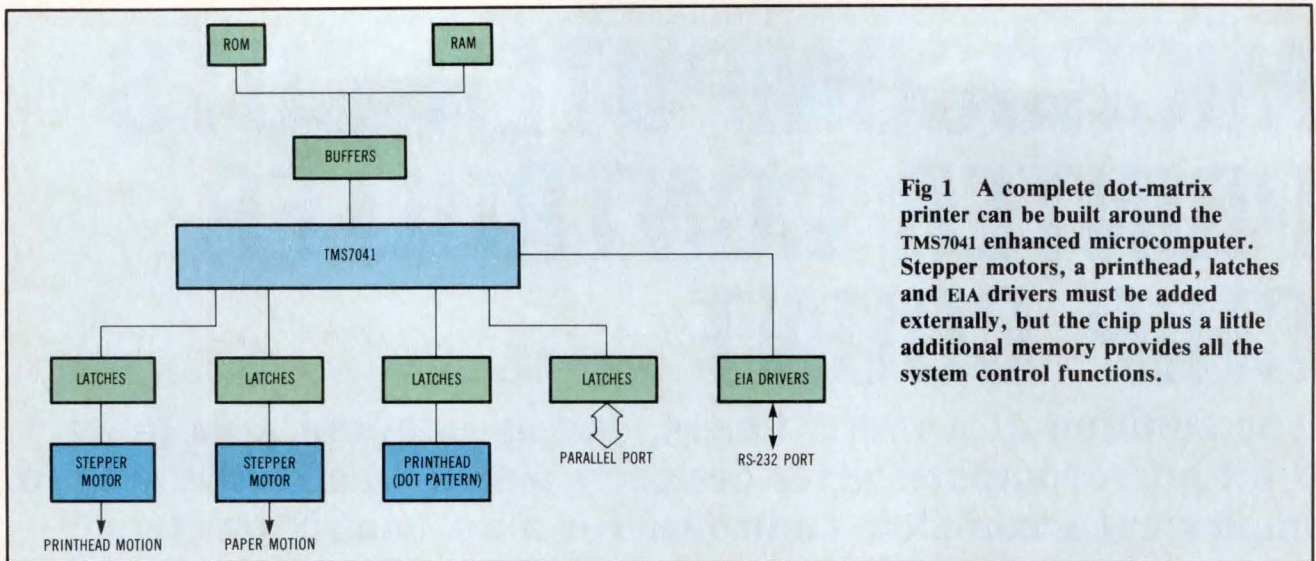 ROM
RAM
BUFFERS
TMS7041
LATCHES
LATCHES
LATCHES
LATCHES
EIA DRIVERS
STEPPER
MOTOR
STEPPER
MOTOR
PRINTHEAD
(DOT PATTERN)
PARALLEL PORT
RS-232 PORT
PRINTHEAD MOTION
PAPER MOTION
Fig 1 A complete dot-matrix
printer can be built around the
TMS7041 enhanced microcomputer.
Stepper motors, a printhead, latches
and EIA drivers must be added
externally, but the chip plus a little
additional memory provides all the
system control functions.